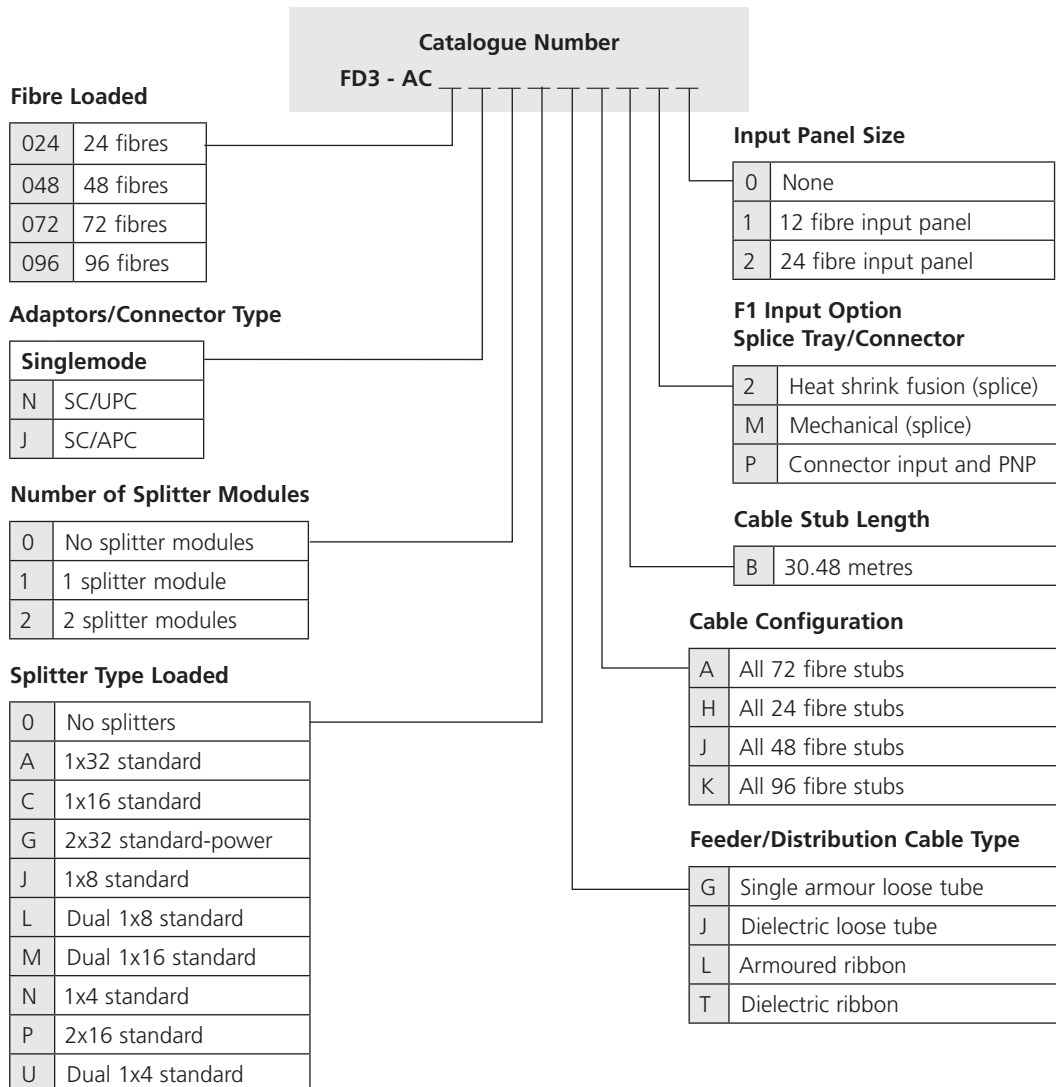 Catalogue Number
FD3 - AC _ _ _ _ _ _ _ _ _
Fibre Loaded
024 24 fibres
048 48 fibres
072 72 fibres
096 96 fibres
Adaptors/Connector Type
Singlemode
N SC/UPC
J SC/APC
Number of Splitter Modules
0 No splitter modules
1 1 splitter module
2 2 splitter modules
Splitter Type Loaded
0 No splitters
A 1x32 standard
C 1x16 standard
G 2x32 standard-power
J 1x8 standard
L Dual 1x8 standard
M Dual 1x16 standard
N 1x4 standard
P 2x16 standard
U Dual 1x4 standard
Input Panel Size
0 None
1 12 fibre input panel
2 24 fibre input panel
F1 Input Option
Splice Tray/Connector
2 Heat shrink fusion (splice)
M Mechanical (splice)
P Connector input and PNP
Cable Stub Length
B 30.48 metres
Cable Configuration
A All 72 fibre stubs
H All 24 fibre stubs
J All 48 fibre stubs
K All 96 fibre stubs
Feeder/Distribution Cable Type
G Single armour loose tube
J Dielectric loose tube
L Armoured ribbon
T Dielectric ribbon